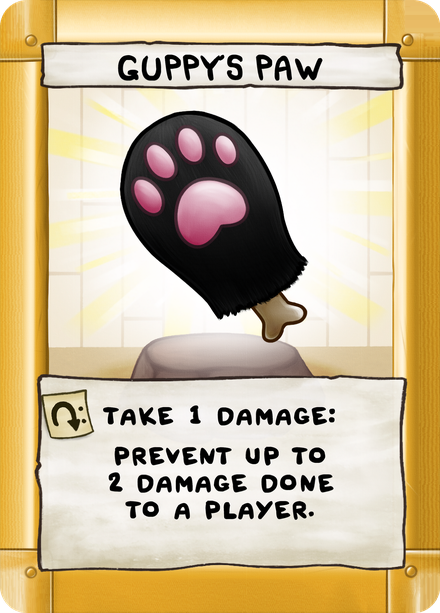 GUPPY'S PAW
TAKE 1 DAMAGE:
PREVENT UP TO
2 DAMAGE DONE
TO A PLAYER.